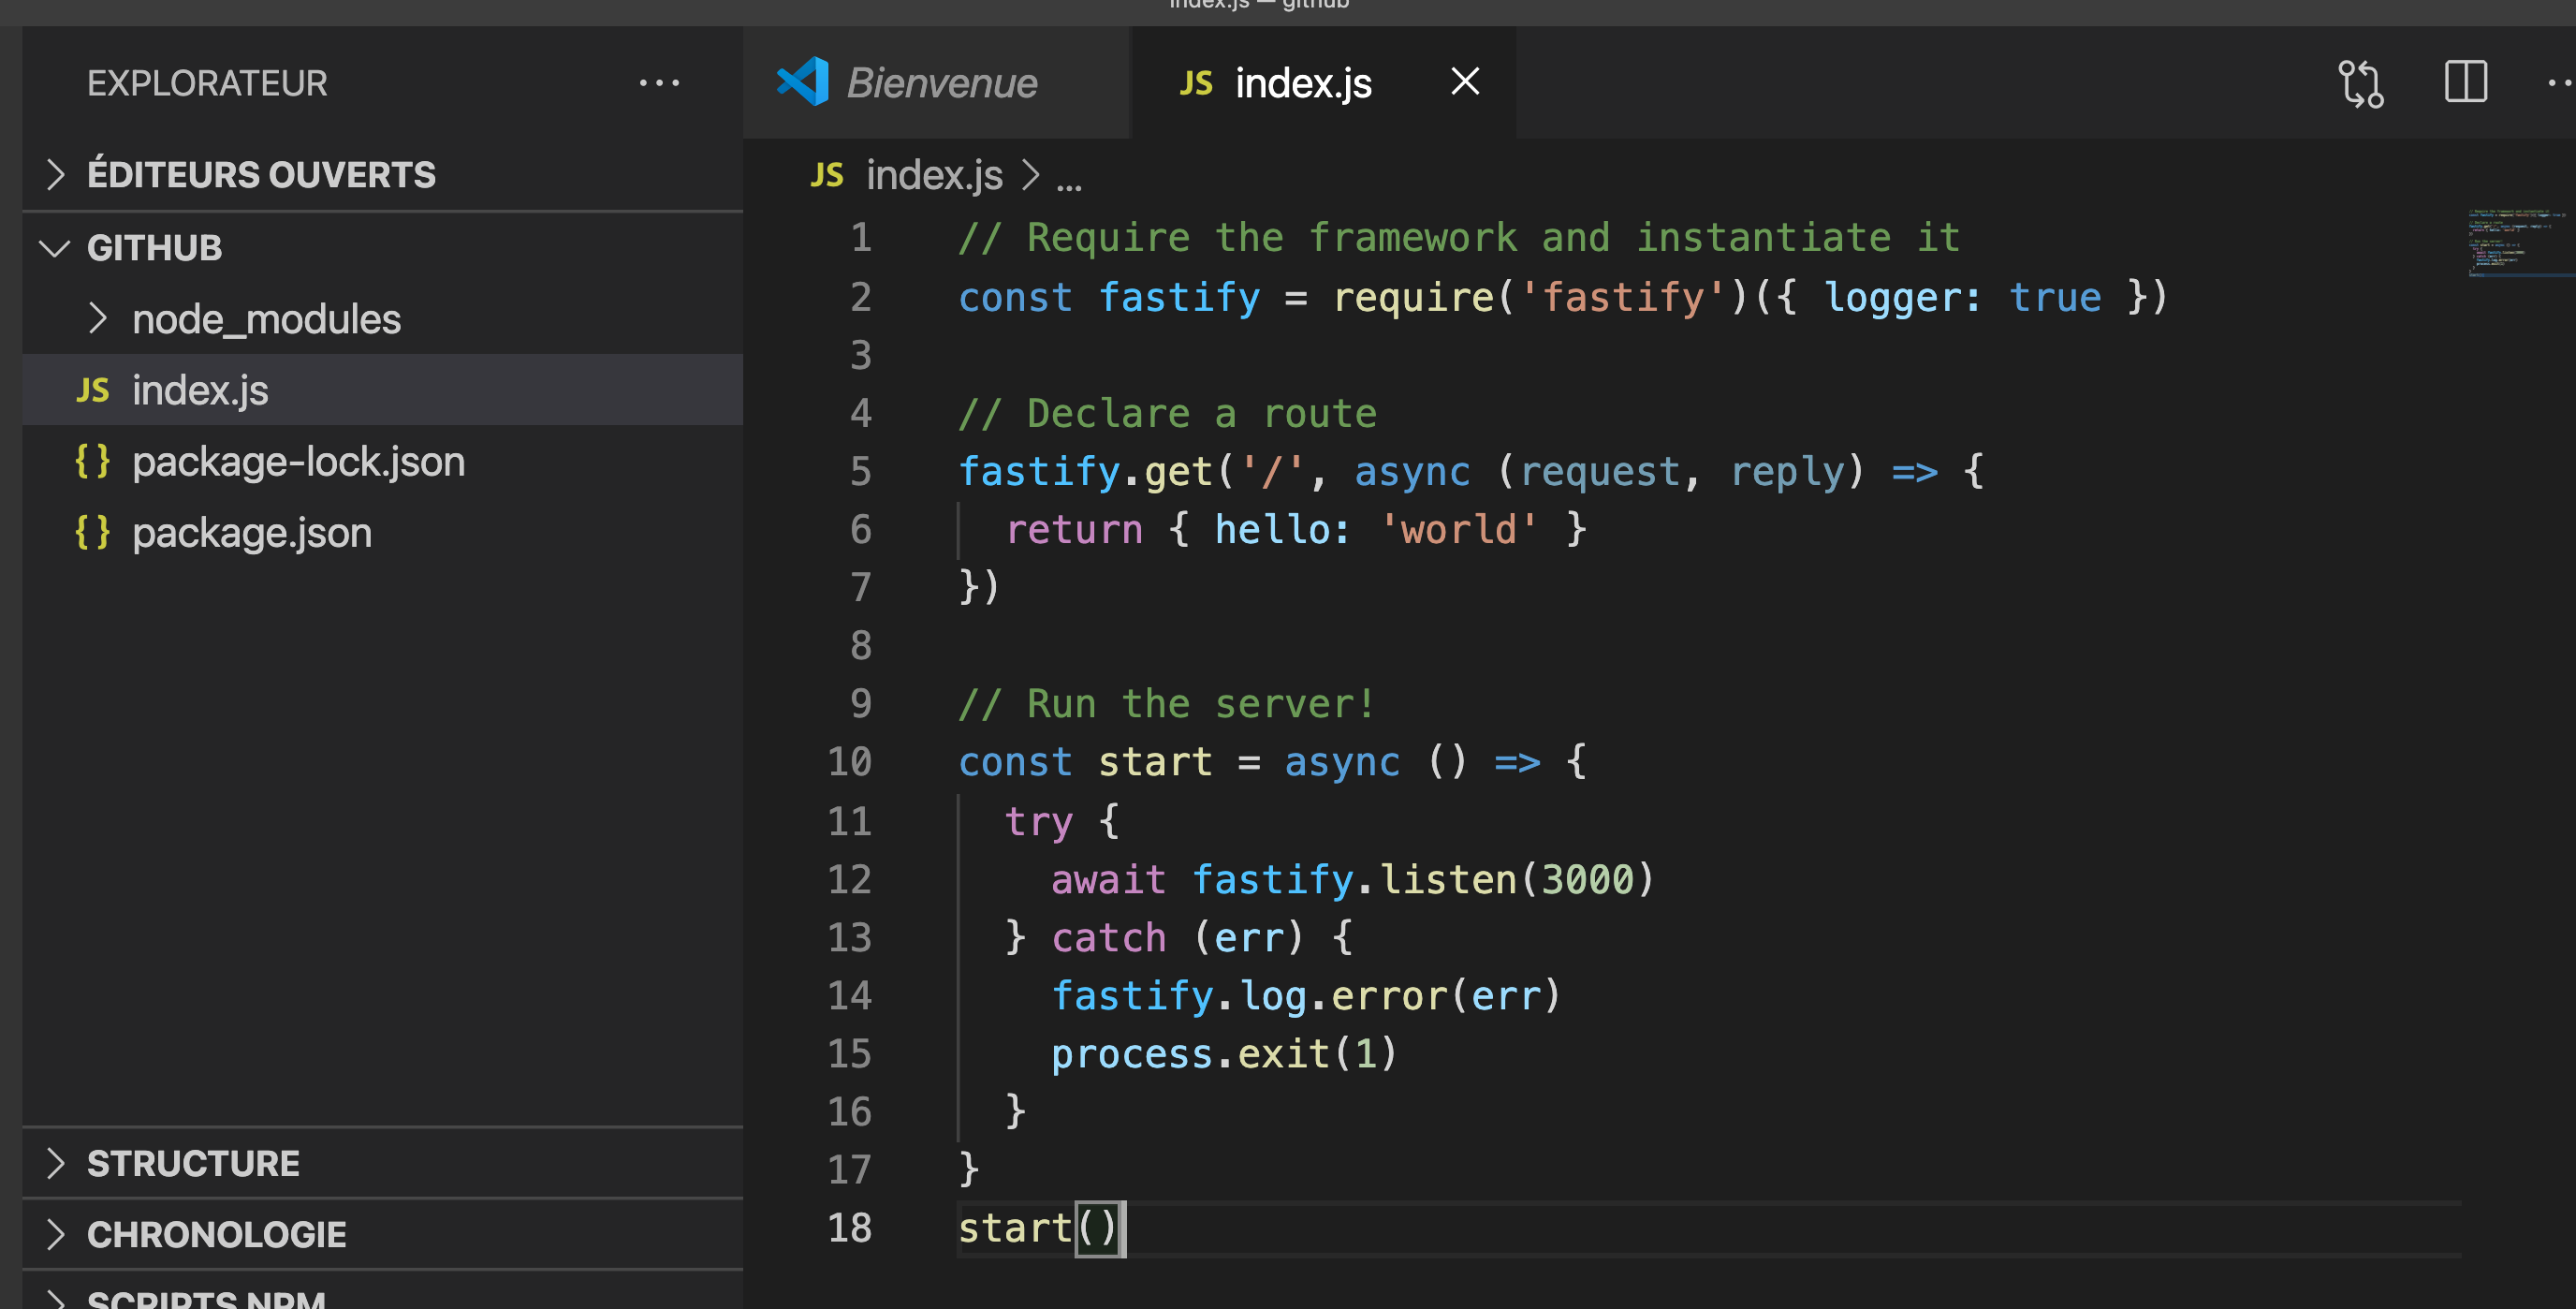 index.js — github
EXPLORATEUR
ÉDITEURS OUVERTS
GITHUB
node_modules
JS index.js
{} package-lock.json
{} package.json
STRUCTURE
CHRONOLOGIE
SCRIPTS NPM
Bienvenue
JS index.js
JS index.js > ...
1 // Require the framework and instantiate it
2 const fastify = require('fastify')({ logger: true })
3
4 // Declare a route
5 fastify.get('/', async (request, reply) => {
6   return { hello: 'world' }
7 })
8
9 // Run the server!
10 const start = async () => {
11   try {
12     await fastify.listen(3000)
13   } catch (err) {
14     fastify.log.error(err)
15     process.exit(1)
16   }
17 }
18 start()